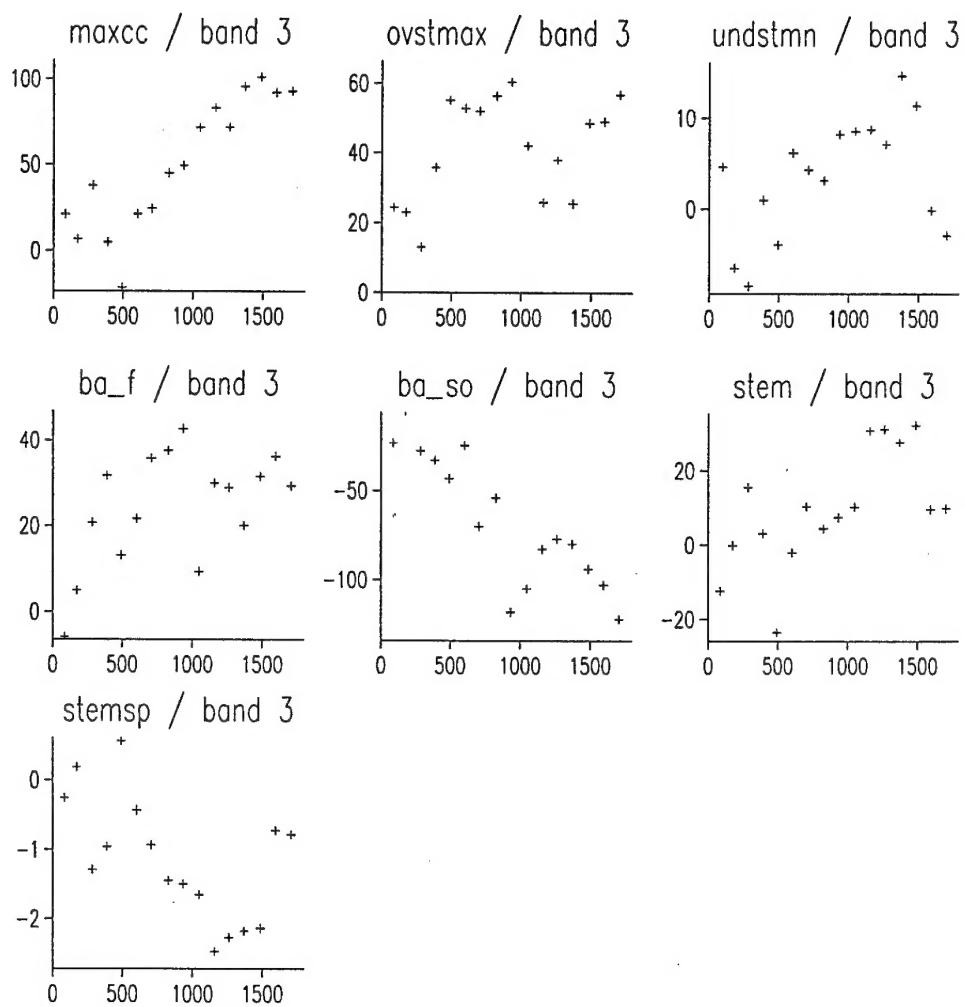 maxcc / band 3
100
50
0
0 500 1000 1500
ovstmax / band 3
60
40
20
0
0 500 1000 1500
undstmn / band 3
10
0
0 500 1000 1500
ba_f / band 3
40
20
0
0 500 1000 1500
ba_so / band 3
-50
-100
0 500 1000 1500
stem / band 3
20
0
-20
0 500 1000 1500
stemsp / band 3
0
-1
-2
0 500 1000 1500